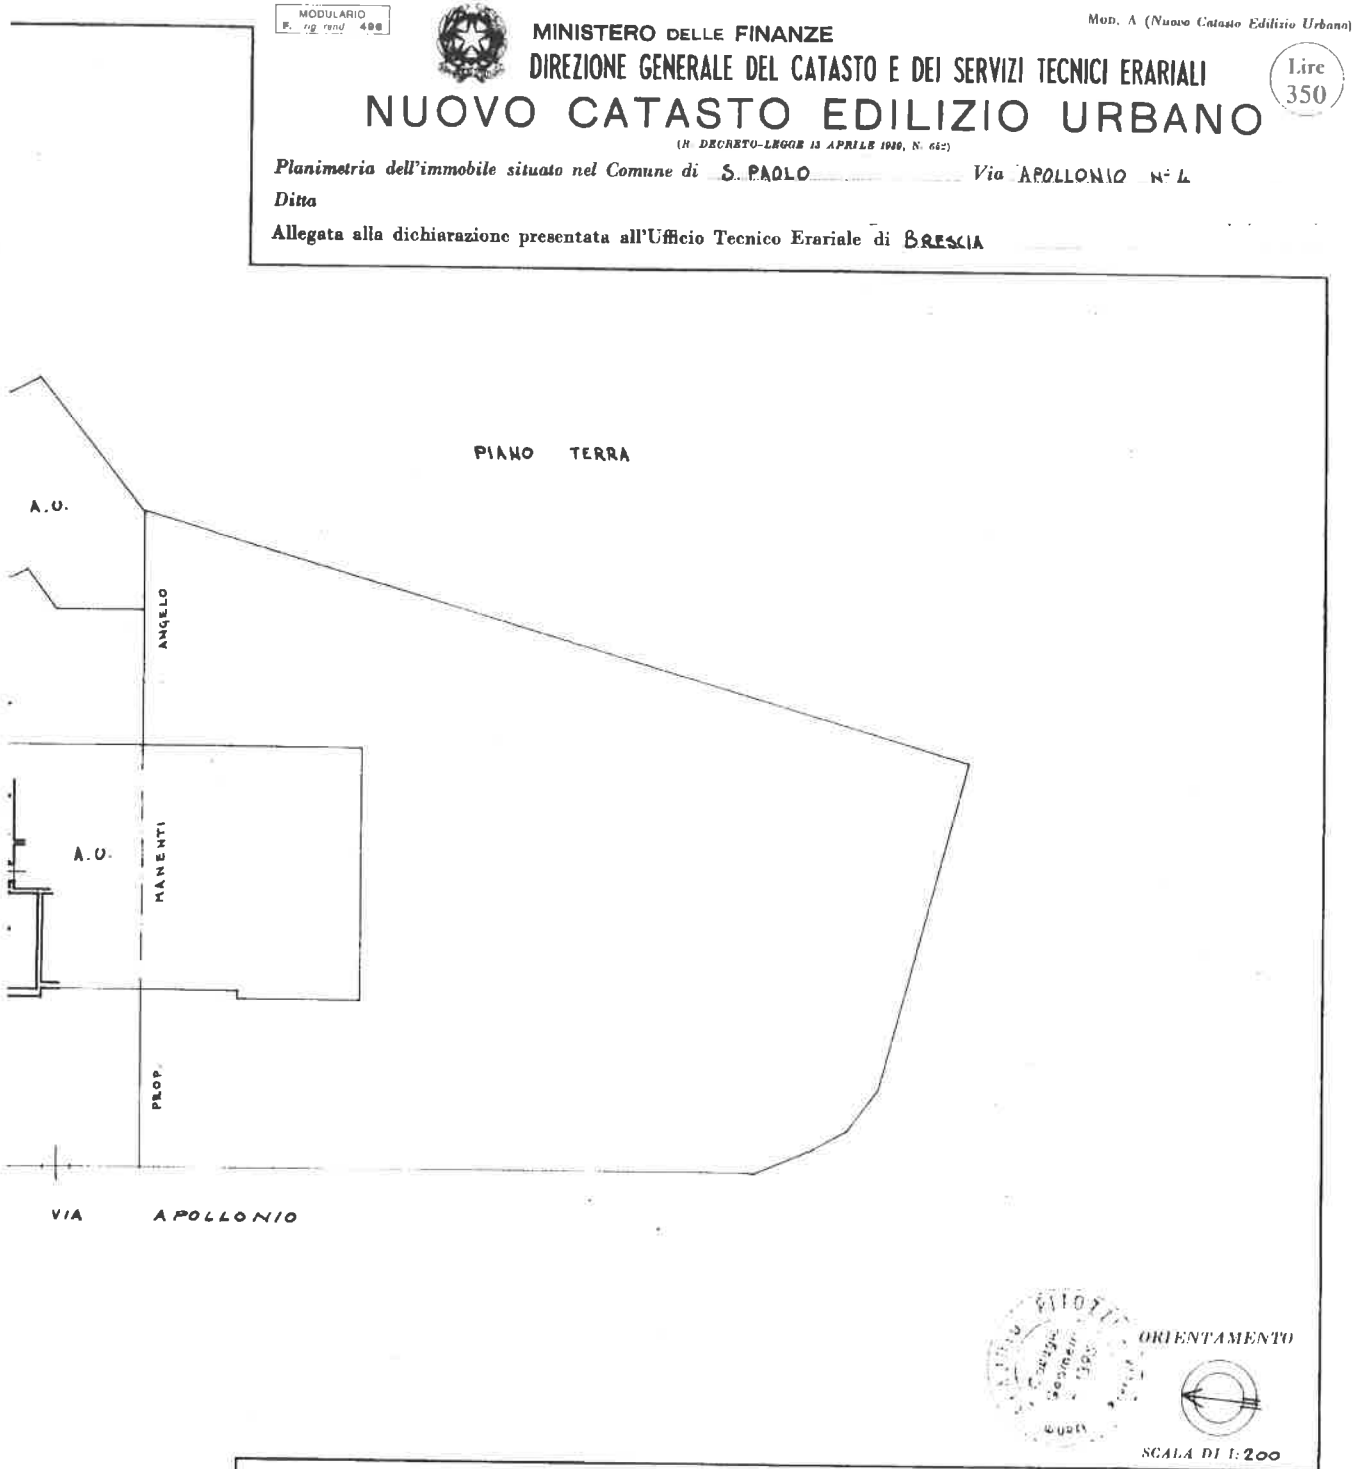 MODULARIO
F. rig rend 496
Mod. A (Nuovo Catasto Edilizio Urbano)
MINISTERO DELLE FINANZE
DIREZIONE GENERALE DEL CATASTO E DEI SERVIZI TECNICI ERARIALI
Lire
350
NUOVO CATASTO EDILIZIO URBANO
(R. DECRETO-LEGGE 13 APRILE 1939, N. 652)
Planimetria dell'immobile situato nel Comune di S. PAOLO Via APOLLONIO N° 4
Ditta
Allegata alla dichiarazione presentata all'Ufficio Tecnico Erariale di BRESCIA
PIANO TERRA
A.U.
ANGELO
MANENTI
A.U.
PROP.
VIA APOLLONIO
ORIENTAMENTO
SCALA DI 1:200